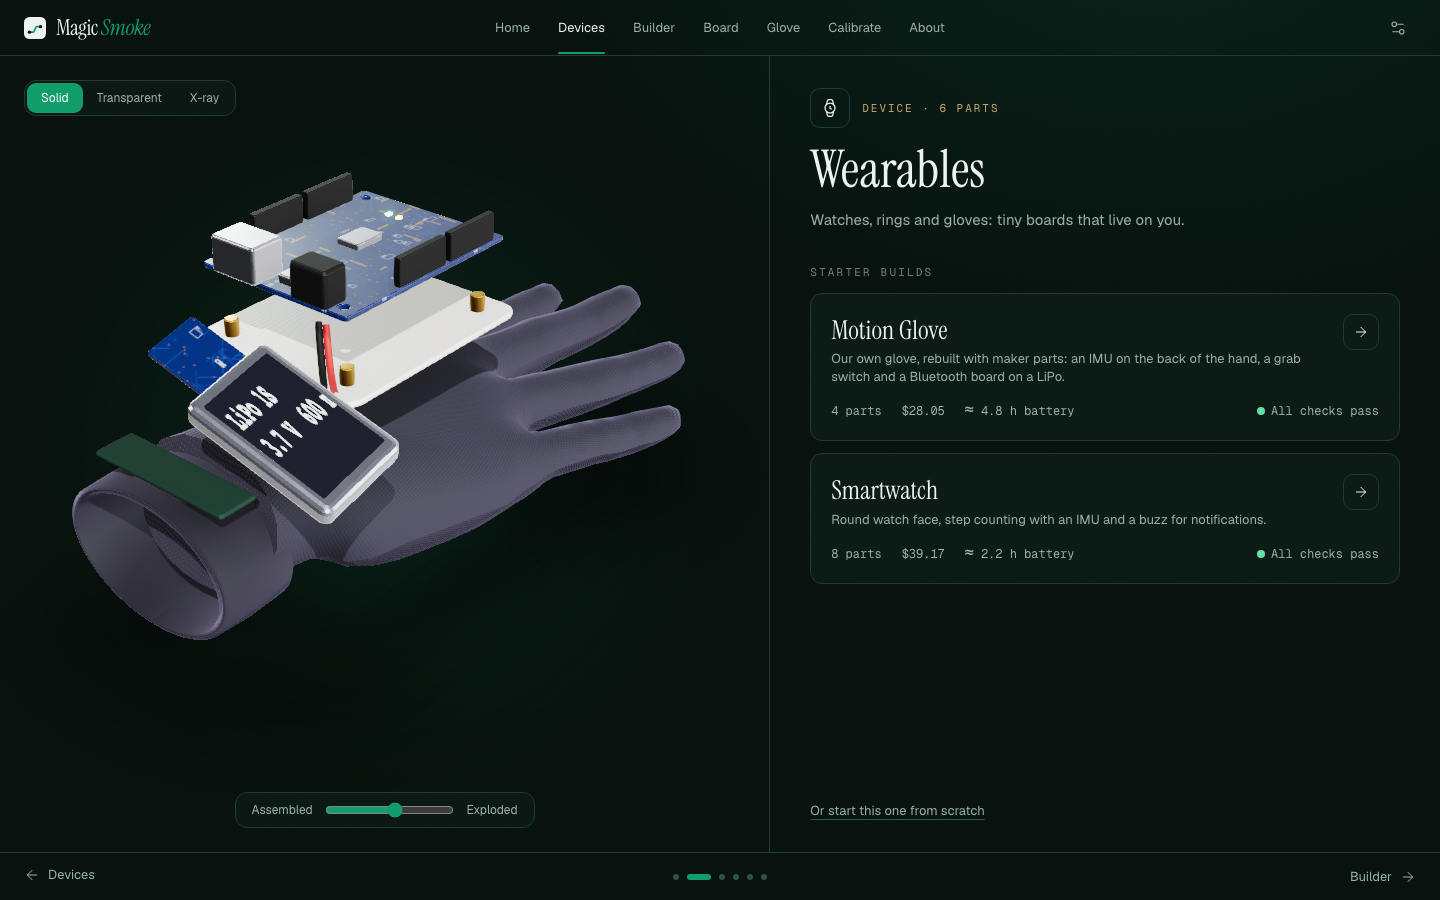 Magic Smoke
Home
Devices
Builder
Board
Glove
Calibrate
About
Solid
Transparent
X-ray
LiPo 1S
3.7 V 600
Assembled
Exploded
DEVICE · 6 PARTS
Wearables
Watches, rings and gloves: tiny boards that live on you.
STARTER BUILDS
Motion Glove
Our own glove, rebuilt with maker parts: an IMU on the back of the hand, a grab
switch and a Bluetooth board on a LiPo.
4 parts $28.05 ≈ 4.8 h battery All checks pass
Smartwatch
Round watch face, step counting with an IMU and a buzz for notifications.
8 parts $39.17 ≈ 2.2 h battery All checks pass
Or start this one from scratch
Devices
Builder